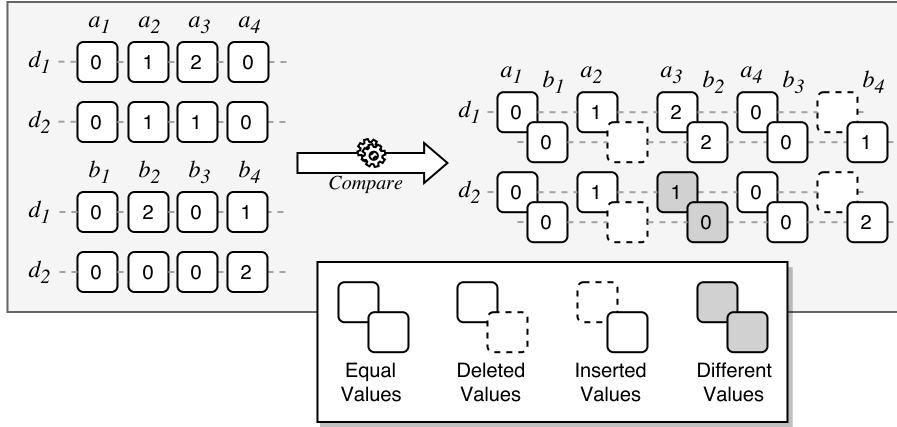 a1 a2 a3 a4
d1 0 1 2 0
d2 0 1 1 0
b1 b2 b3 b4
d1 0 2 0 1
d2 0 0 0 2
Compare
a1 b1 a2 a3 b2 a4 b3 b4
d1 0 1 2 0
0 2 0 1
d2 0 1 1 0
0 0 0 2
Equal Values
Deleted Values
Inserted Values
Different Values